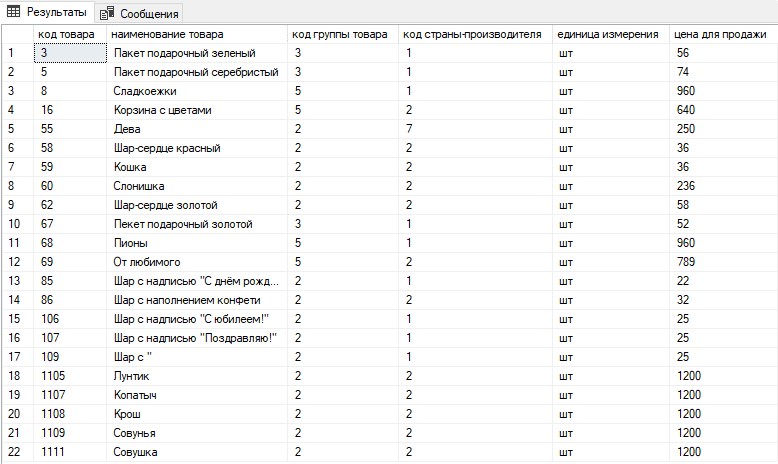 Результаты Сообщения
код товара наименование товара код группы товара код страны-производителя единица измерения цена для продажи
1 3 Пакет подарочный зеленый 3 1 шт 56
2 5 Пакет подарочный серебристый 3 1 шт 74
3 8 Сладкоежки 5 1 шт 960
4 16 Корзина с цветами 5 2 шт 640
5 55 Дева 2 7 шт 250
6 58 Шар-сердце красный 2 2 шт 36
7 59 Кошка 2 2 шт 36
8 60 Слонишка 2 2 шт 236
9 62 Шар-сердце золотой 2 2 шт 58
10 67 Пекет подарочный золотой 3 1 шт 52
11 68 Пионы 5 1 шт 960
12 69 От любимого 5 2 шт 789
13 85 Шар с надписью "С днём рожд... 2 1 шт 22
14 86 Шар с наполнением конфети 2 2 шт 32
15 106 Шар с надписью "С юбилеем!" 2 1 шт 25
16 107 Шар с надписью "Поздравляю!" 2 1 шт 25
17 109 Шар с " 2 1 шт 25
18 1105 Лунтик 2 2 шт 1200
19 1107 Копатыч 2 2 шт 1200
20 1108 Крош 2 2 шт 1200
21 1109 Совунья 2 2 шт 1200
22 1111 Совушка 2 2 шт 1200